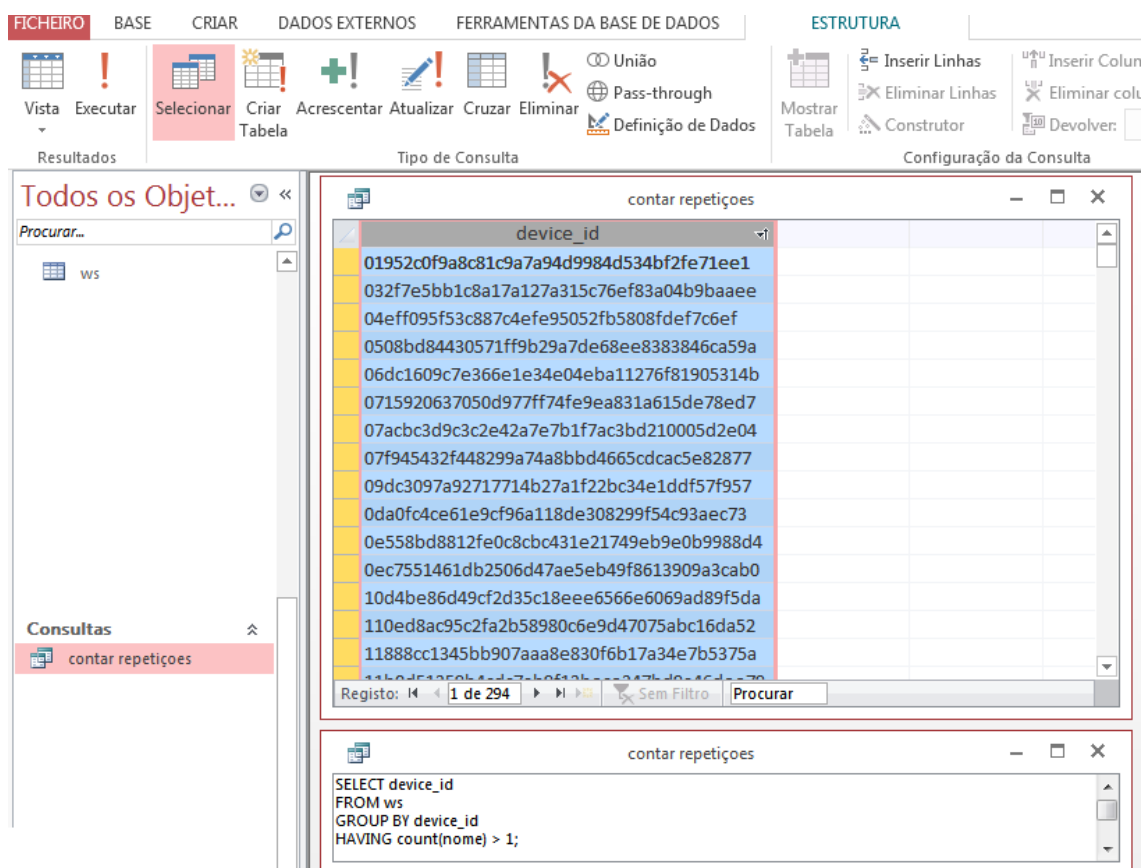 FICHEIRO BASE CRIAR DADOS EXTERNOS FERRAMENTAS DA BASE DE DADOS ESTRUTURA
Vista Executar Selecionar Criar Tabela Acrescentar Atualizar Cruzar Eliminar
União
Pass-through
Definição de Dados
Mostrar Tabela
Inserir Linhas
Eliminar Linhas
Construtor
Inserir Colun
Eliminar colu
Devolver:
Resultados Tipo de Consulta Configuração da Consulta
Todos os Objet... «
Procurar...
ws
Consultas
contar repetiçoes
contar repetiçoes
device_id
01952c0f9a8c81c9a7a94d9984d534bf2fe71ee1
032f7e5bb1c8a17a127a315c76ef83a04b9baaee
04eff095f53c887c4efe95052fb5808fdef7c6ef
0508bd84430571ff9b29a7de68ee8383846ca59a
06dc1609c7e366e1e34e04eba11276f81905314b
0715920637050d977ff74fe9ea831a615de78ed7
07acbc3d9c3c2e42a7e7b1f7ac3bd210005d2e04
07f945432f448299a74a8bbd4665cdcac5e82877
09dc3097a92717714b27a1f22bc34e1ddf57f957
0da0fc4ce61e9cf96a118de308299f54c93aec73
0e558bd8812fe0c8cbc431e21749eb9e0b9988d4
0ec7551461db2506d47ae5eb49f8613909a3cab0
10d4be86d49cf2d35c18eee6566e6069ad89f5da
110ed8ac95c2fa2b58980c6e9d47075abc16da52
11888cc1345bb907aaa8e830f6b17a34e7b5375a
Registo: 1 de 294 Sem Filtro Procurar
contar repetiçoes
SELECT device_id
FROM ws
GROUP BY device_id
HAVING count(nome) > 1;